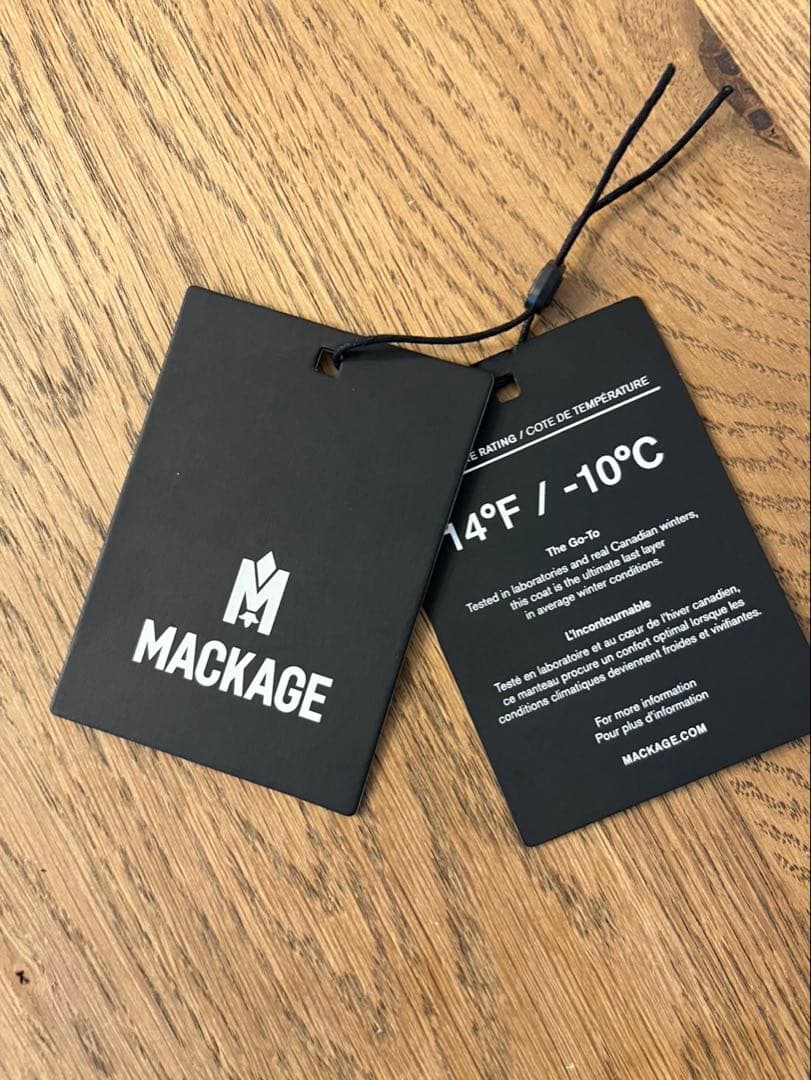 MACKAGE
RATING / COTE DE TEMPÉRATURE
14°F / -10°C
The Go-To
Tested in laboratories and real Canadian winters,
this coat is the ultimate last layer
in average winter conditions.
L'Incontournable
Testé en laboratoire et au cœur de l'hiver canadien,
ce manteau procure un confort optimal lorsque les
conditions climatiques deviennent froides et vivifiantes.
For more information
Pour plus d'information
MACKAGE.COM